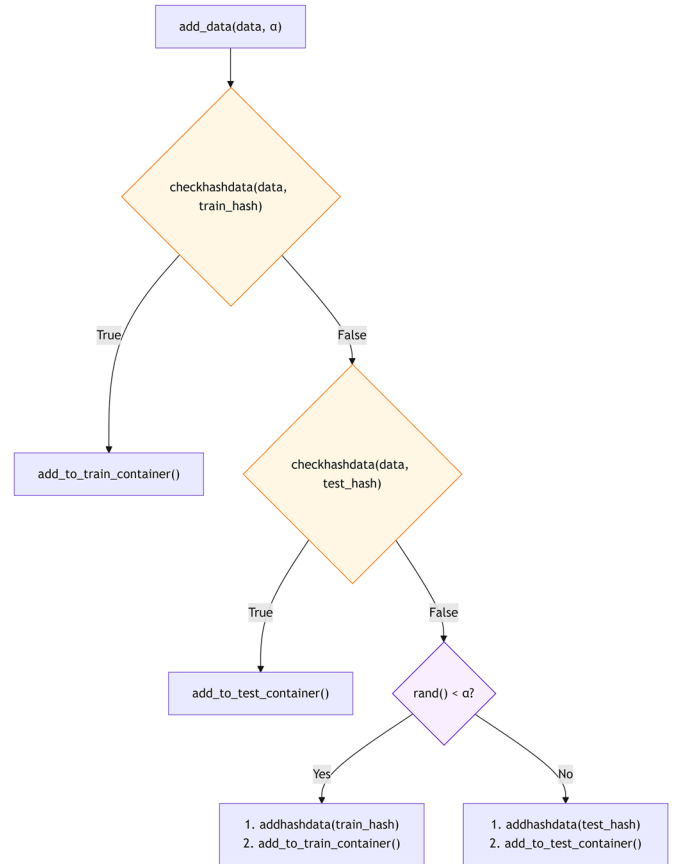 add_data(data, α)
checkhashdata(data,
train_hash)
True
False
add_to_train_container()
checkhashdata(data,
test_hash)
True
False
add_to_test_container()
rand() < α?
Yes
No
1. addhashdata(train_hash)
2. add_to_train_container()
1. addhashdata(test_hash)
2. add_to_test_container()